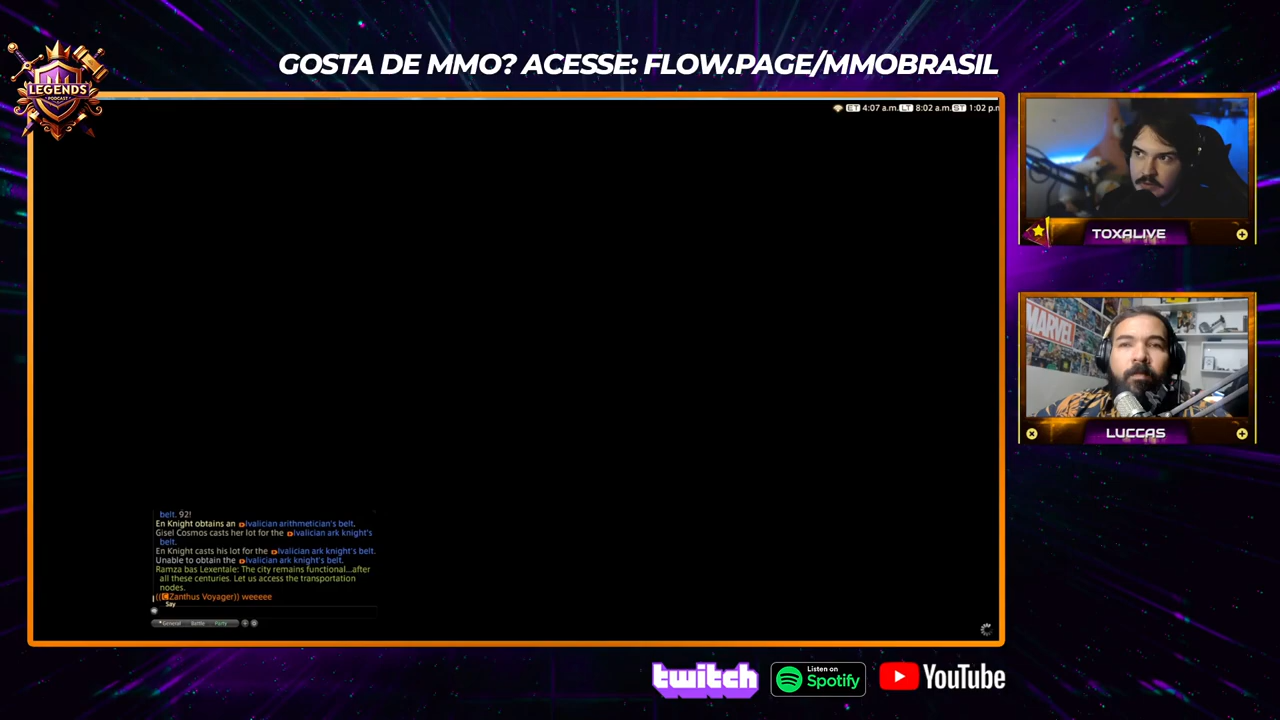 GOSTA DE MMO? ACESSE: FLOW.PAGE/MMOBRASIL
LEGENDS
PODCAST
ET 4:07 a.m. LT 8:02 a.m. ST 1:02 p.m
TOXALIVE
MARVEL
LUCCAS
belt. 92!
En Knight obtains an Ivalician arithmetician's belt.
Gisel Cosmos casts her lot for the Ivalician ark knight's
belt.
En Knight casts his lot for the Ivalician ark knight's belt.
Unable to obtain the Ivalician ark knight's belt.
Ramza bas Lexentale: The city remains functional...after
all these centuries. Let us access the transportation
nodes.
((Zanthus Voyager)) weeeee
Say
General Battle Party
twitch
Listen on
Spotify
YouTube